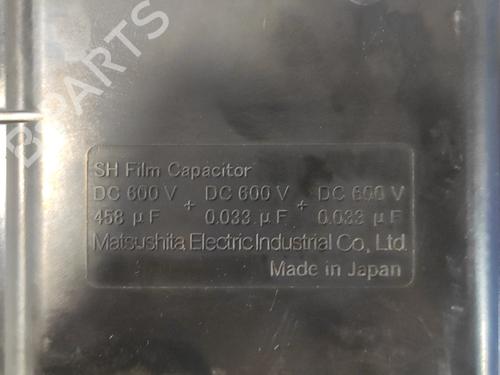 B-PARTS
SH Film Capacitor
DC 600 V + DC 600 V + DC 600 V
458 μF 0.033 μF 0.033 μF
Matsushita Electric Industrial Co., Ltd.
Made in Japan